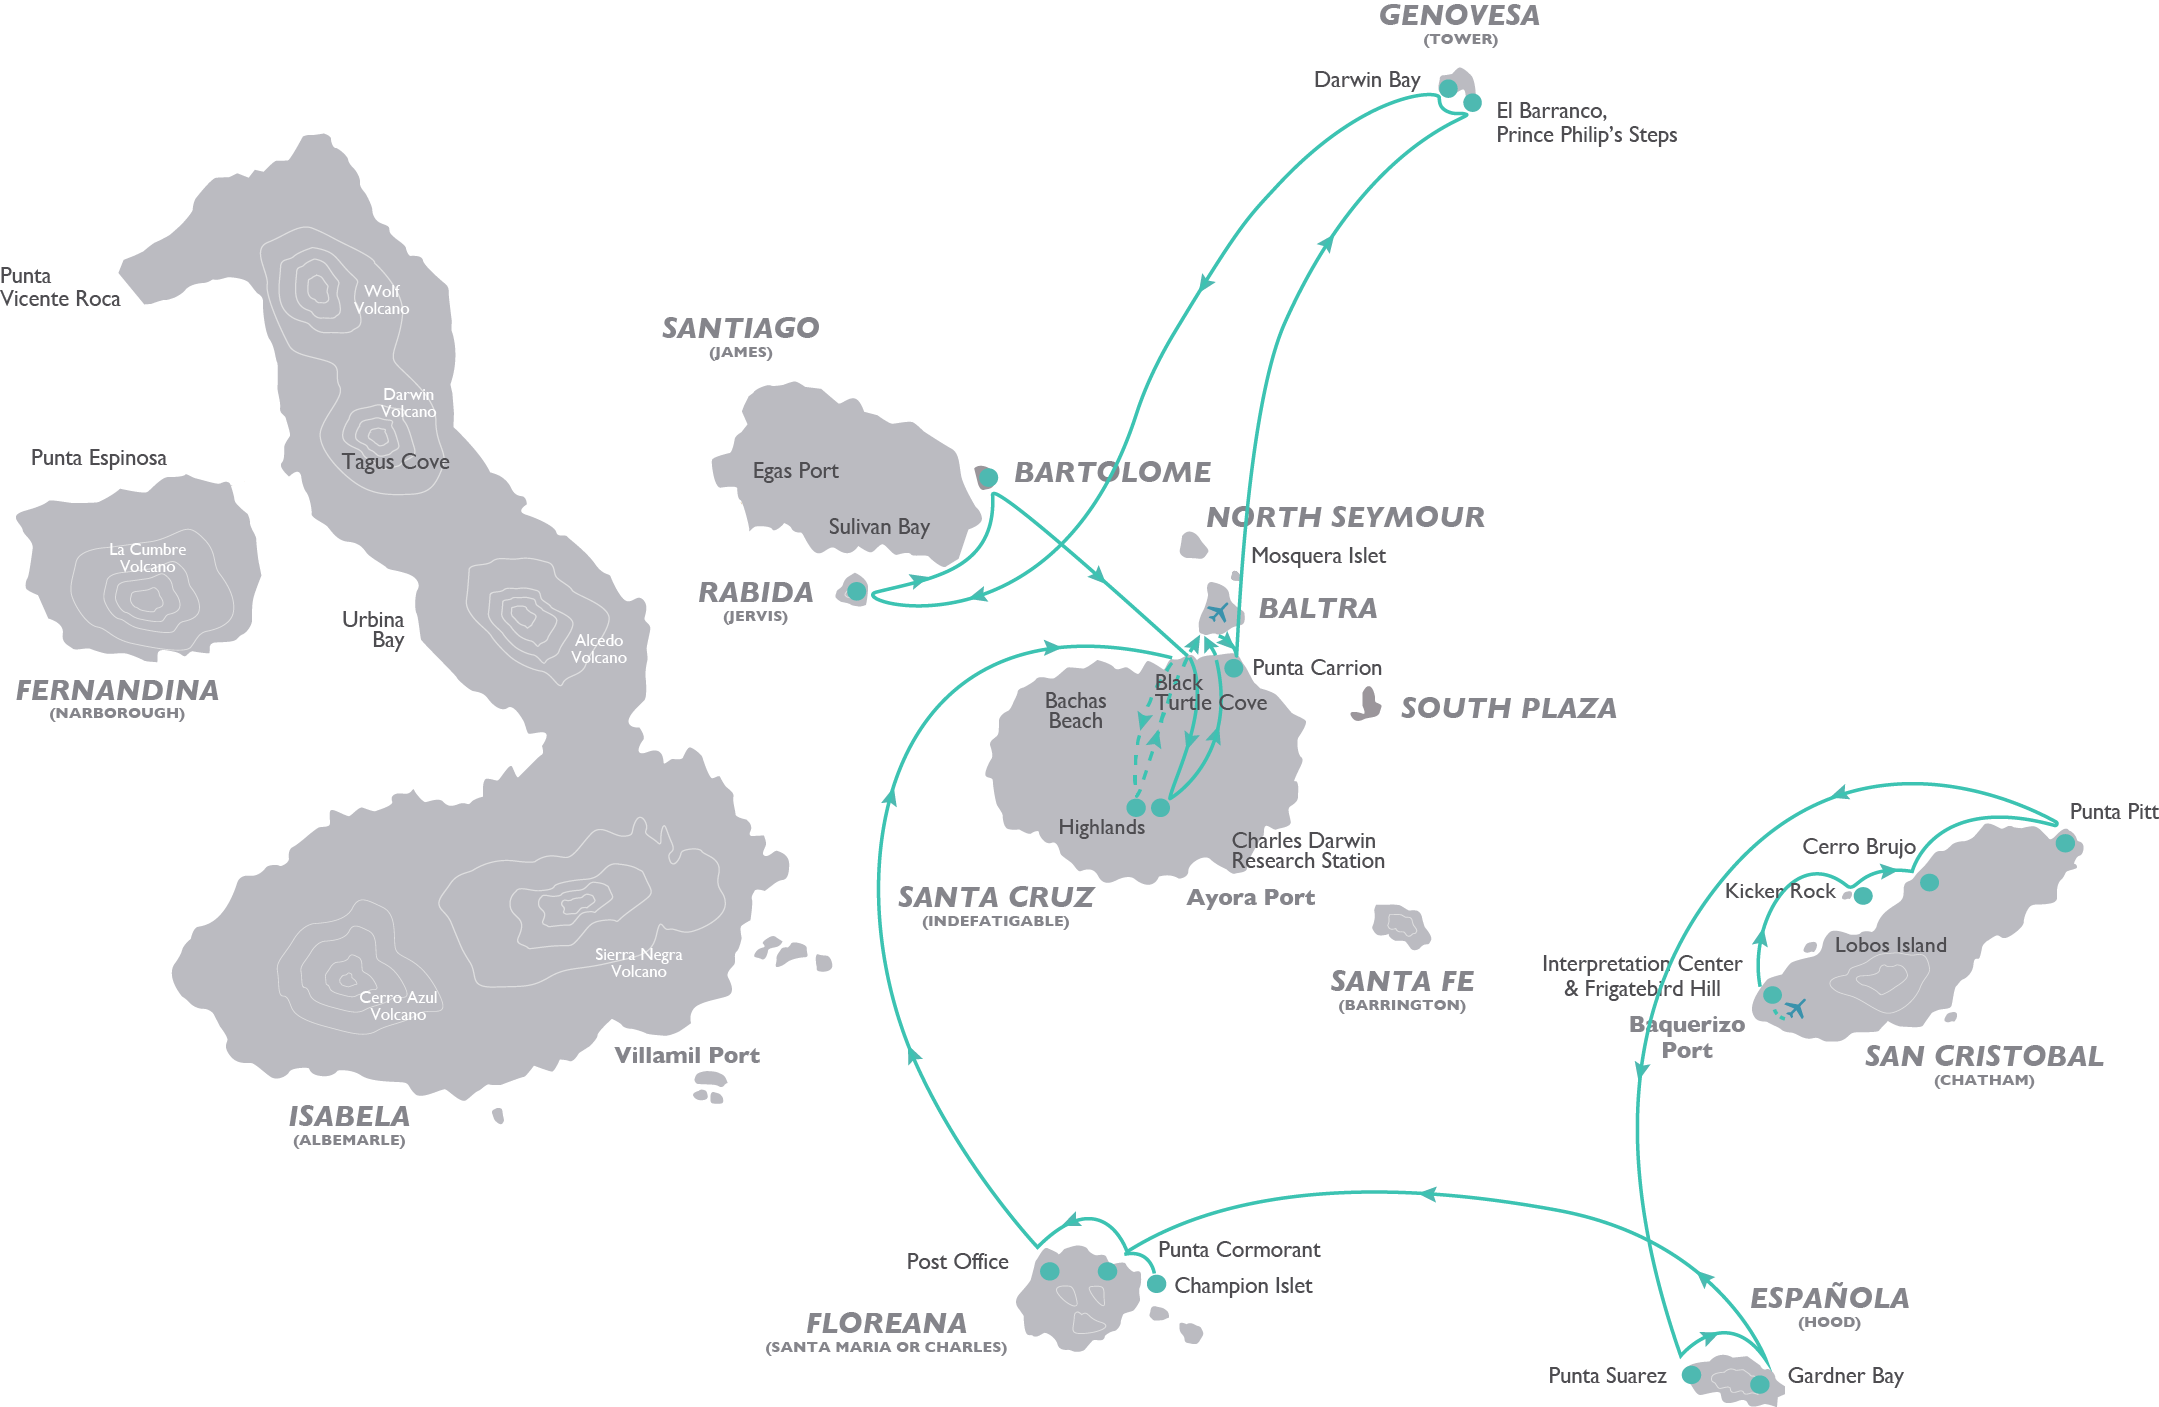 GENOVESA
(TOWER)
Darwin Bay
El Barranco,
Prince Philip's Steps
Punta
Vicente Roca
Wolf
Volcano
SANTIAGO
(JAMES)
Darwin
Volcano
Punta Espinosa
Tagus Cove
Egas Port
BARTOLOME
Sulivan Bay
NORTH SEYMOUR
Mosquera Islet
La Cumbre
Volcano
RABIDA
(JERVIS)
BALTRA
Urbina
Bay
Alcedo
Volcano
Punta Carrion
FERNANDINA
(NARBOROUGH)
Bachas
Beach
Black
Turtle Cove
SOUTH PLAZA
Highlands
Charles Darwin
Research Station
Punta Pitt
Cerro Brujo
Kicker Rock
SANTA CRUZ
(INDEFATIGABLE)
Ayora Port
Lobos Island
Sierra Negra
Volcano
Interpretation Center
& Frigatebird Hill
SANTA FE
(BARRINGTON)
Cerro Azul
Volcano
Baquerizo
Port
Villamil Port
SAN CRISTOBAL
(CHATHAM)
ISABELA
(ALBEMARLE)
Punta Cormorant
Post Office
Champion Islet
ESPAÑOLA
(HOOD)
FLOREANA
(SANTA MARIA OR CHARLES)
Punta Suarez
Gardner Bay